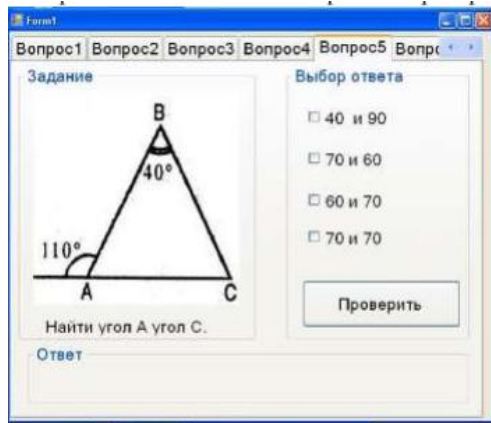 Form1
Вопрос1 Вопрос2 Вопрос3 Вопрос4 Вопрос5
Задание
B
40°
110°
A
C
Найти угол А угол С.
Выбор ответа
40 и 90
70 и 60
60 и 70
70 и 70
Проверить
Ответ